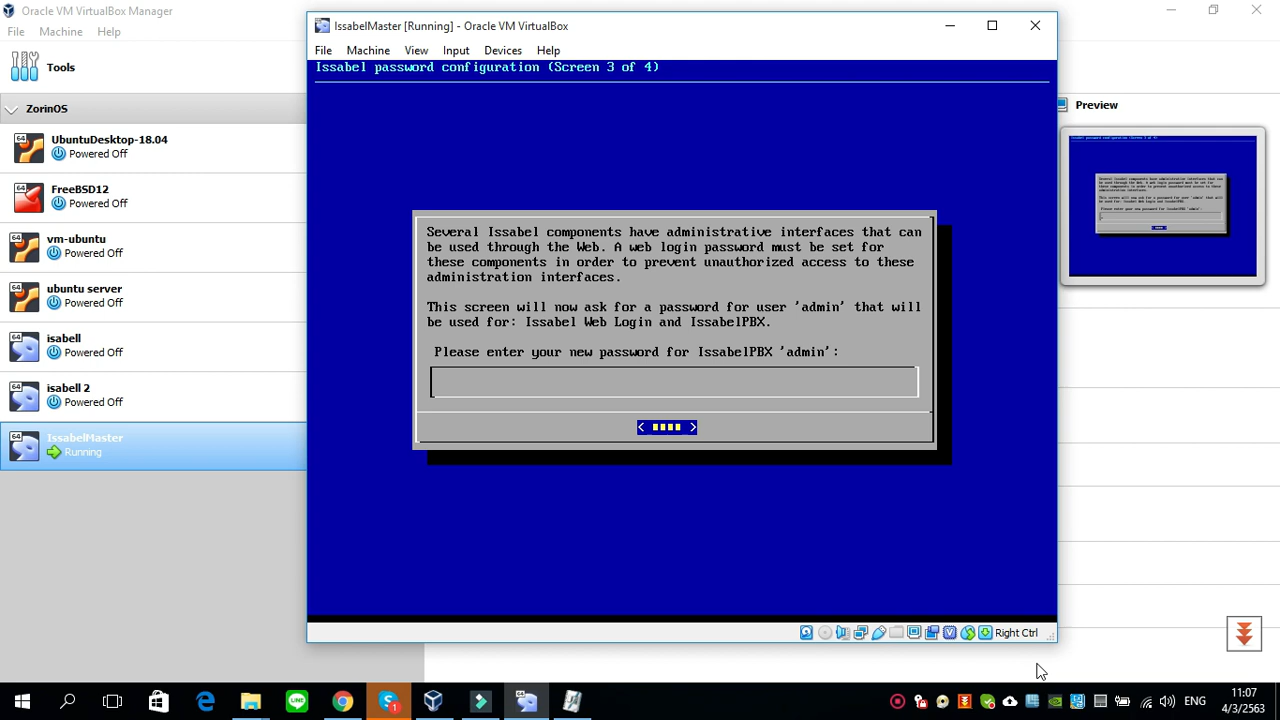 Oracle VM VirtualBox Manager
File Machine Help
Tools
ZorinOS
UbuntuDesktop-18.04
Powered Off
FreeBSD12
Powered Off
vm-ubuntu
Powered Off
ubuntu server
Powered Off
isabell
Powered Off
isabell 2
Powered Off
IssabelMaster
Running
IssabelMaster [Running] - Oracle VM VirtualBox
File Machine View Input Devices Help
Issabel password configuration (Screen 3 of 4)
Several Issabel components have administrative interfaces that can
be used through the Web. A web login password must be set for
these components in order to prevent unauthorized access to these
administration interfaces.
This screen will now ask for a password for user 'admin' that will
be used for: Issabel Web Login and IssabelPBX.
Please enter your new password for IssabelPBX 'admin':
Right Ctrl
Preview
ENG
11:07
4/3/2563